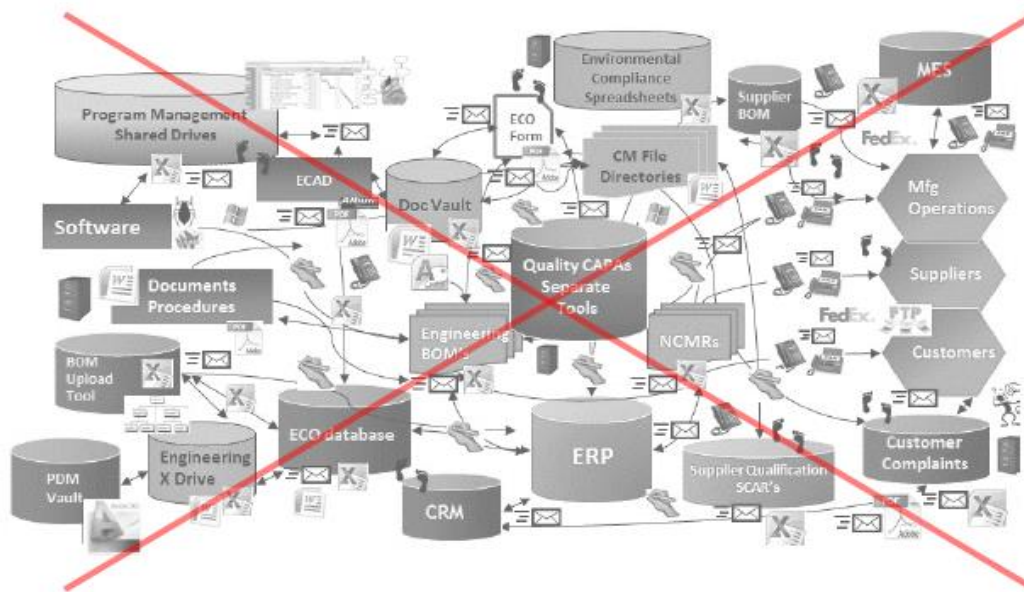 Program Management
Shared Drives
Environmental
Compliance
Spreadsheets
MES
Supplier
BOM
ECO
Form
FedEx
CM File
Directories
ECAD
Doc Vault
Mfg
Operations
Software
Quality CAPAs
Separate
Tools
Suppliers
Documents
Procedures
FedEx
FTP
Engineering
BOM's
NCMRs
Customers
BOM
Upload
Tool
ECO database
Engineering
X Drive
ERP
Customer
Complaints
PDM
Vault
Supplier Qualification
SCAR's
CRM
PDF
Adobe